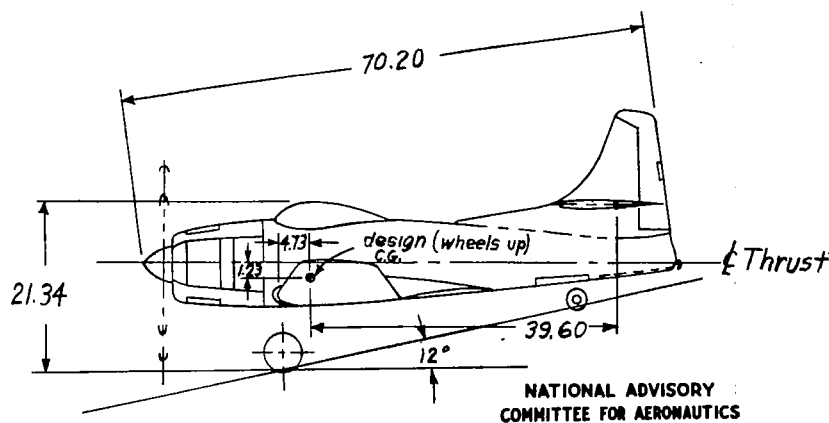 70.20
4.73
design (wheels up)
C.G.
1.23
℄ Thrust
21.34
39.60
12°
NATIONAL ADVISORY
COMMITTEE FOR AERONAUTICS